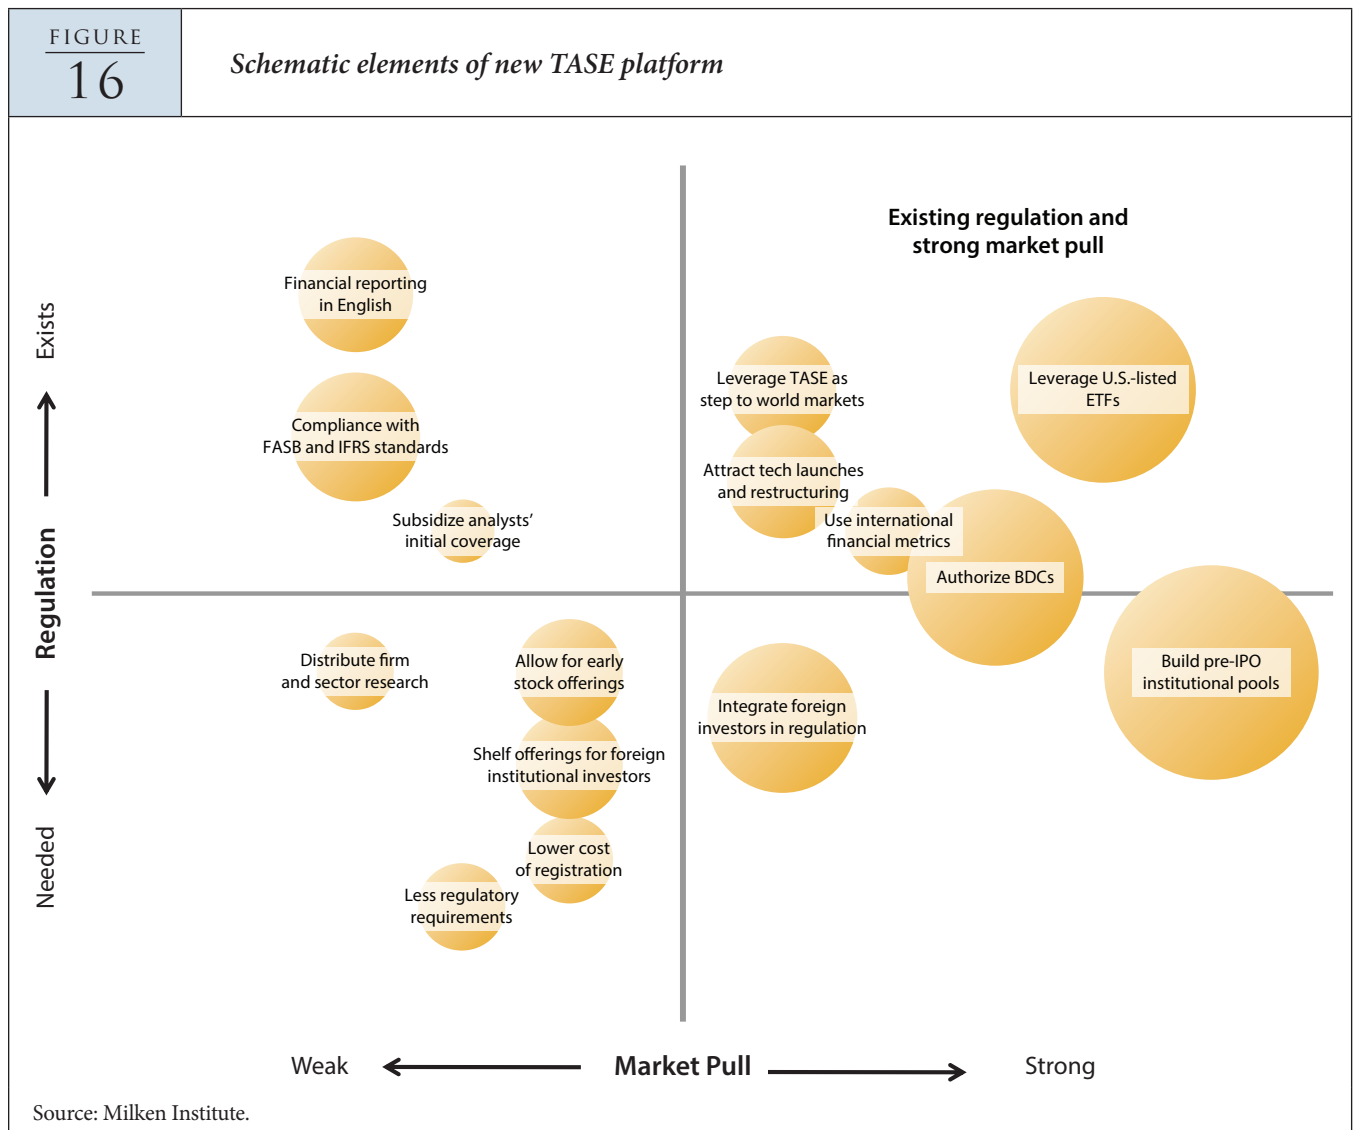 FIGURE
16
Schematic elements of new TASE platform
Existing regulation and
strong market pull
Financial reporting
in English
Compliance with
FASB and IFRS standards
Subsidize analysts’
initial coverage
Leverage TASE as
step to world markets
Attract tech launches
and restructuring
Use international
financial metrics
Leverage U.S.-listed
ETFs
Authorize BDCs
Build pre-IPO
institutional pools
Integrate foreign
investors in regulation
Distribute firm
and sector research
Allow for early
stock offerings
Shelf offerings for foreign
institutional investors
Lower cost
of registration
Less regulatory
requirements
Exists
Regulation
Needed
Weak
Market Pull
Strong
Source: Milken Institute.